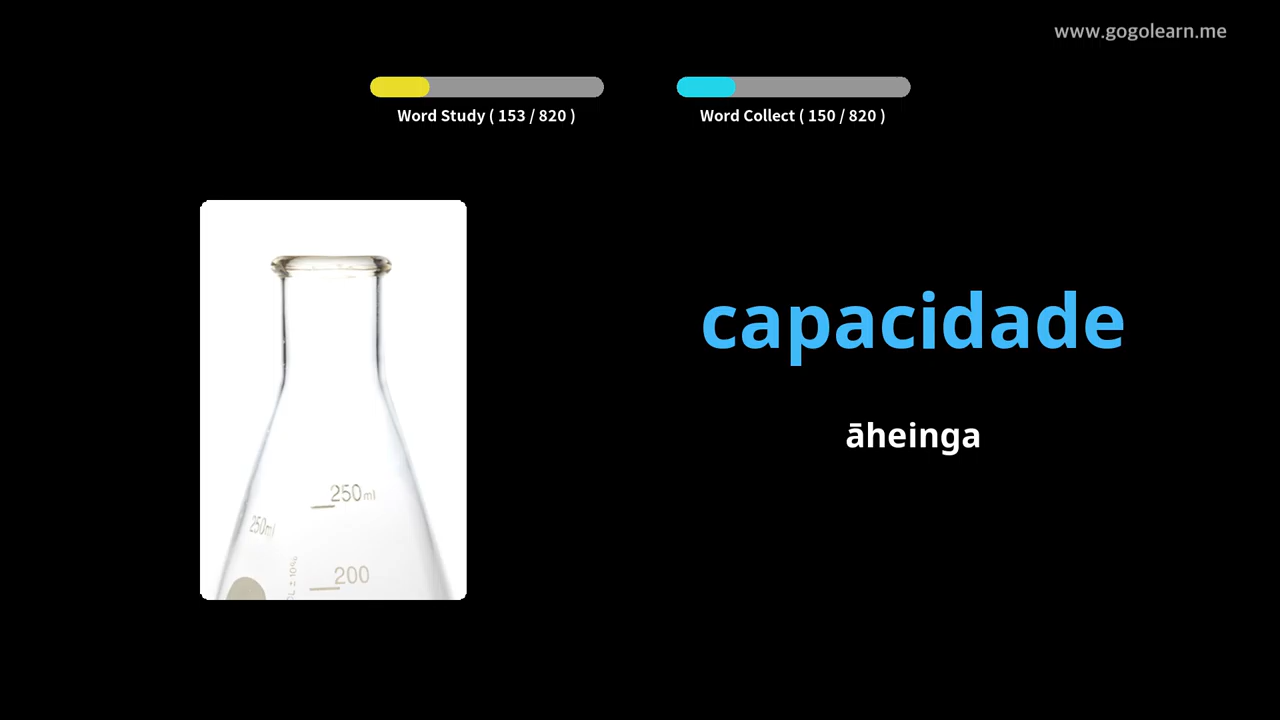 www.gogolearn.me
Word Study ( 153 / 820 )
Word Collect ( 150 / 820 )
capacidade
āheinga
250ml
250ml
200